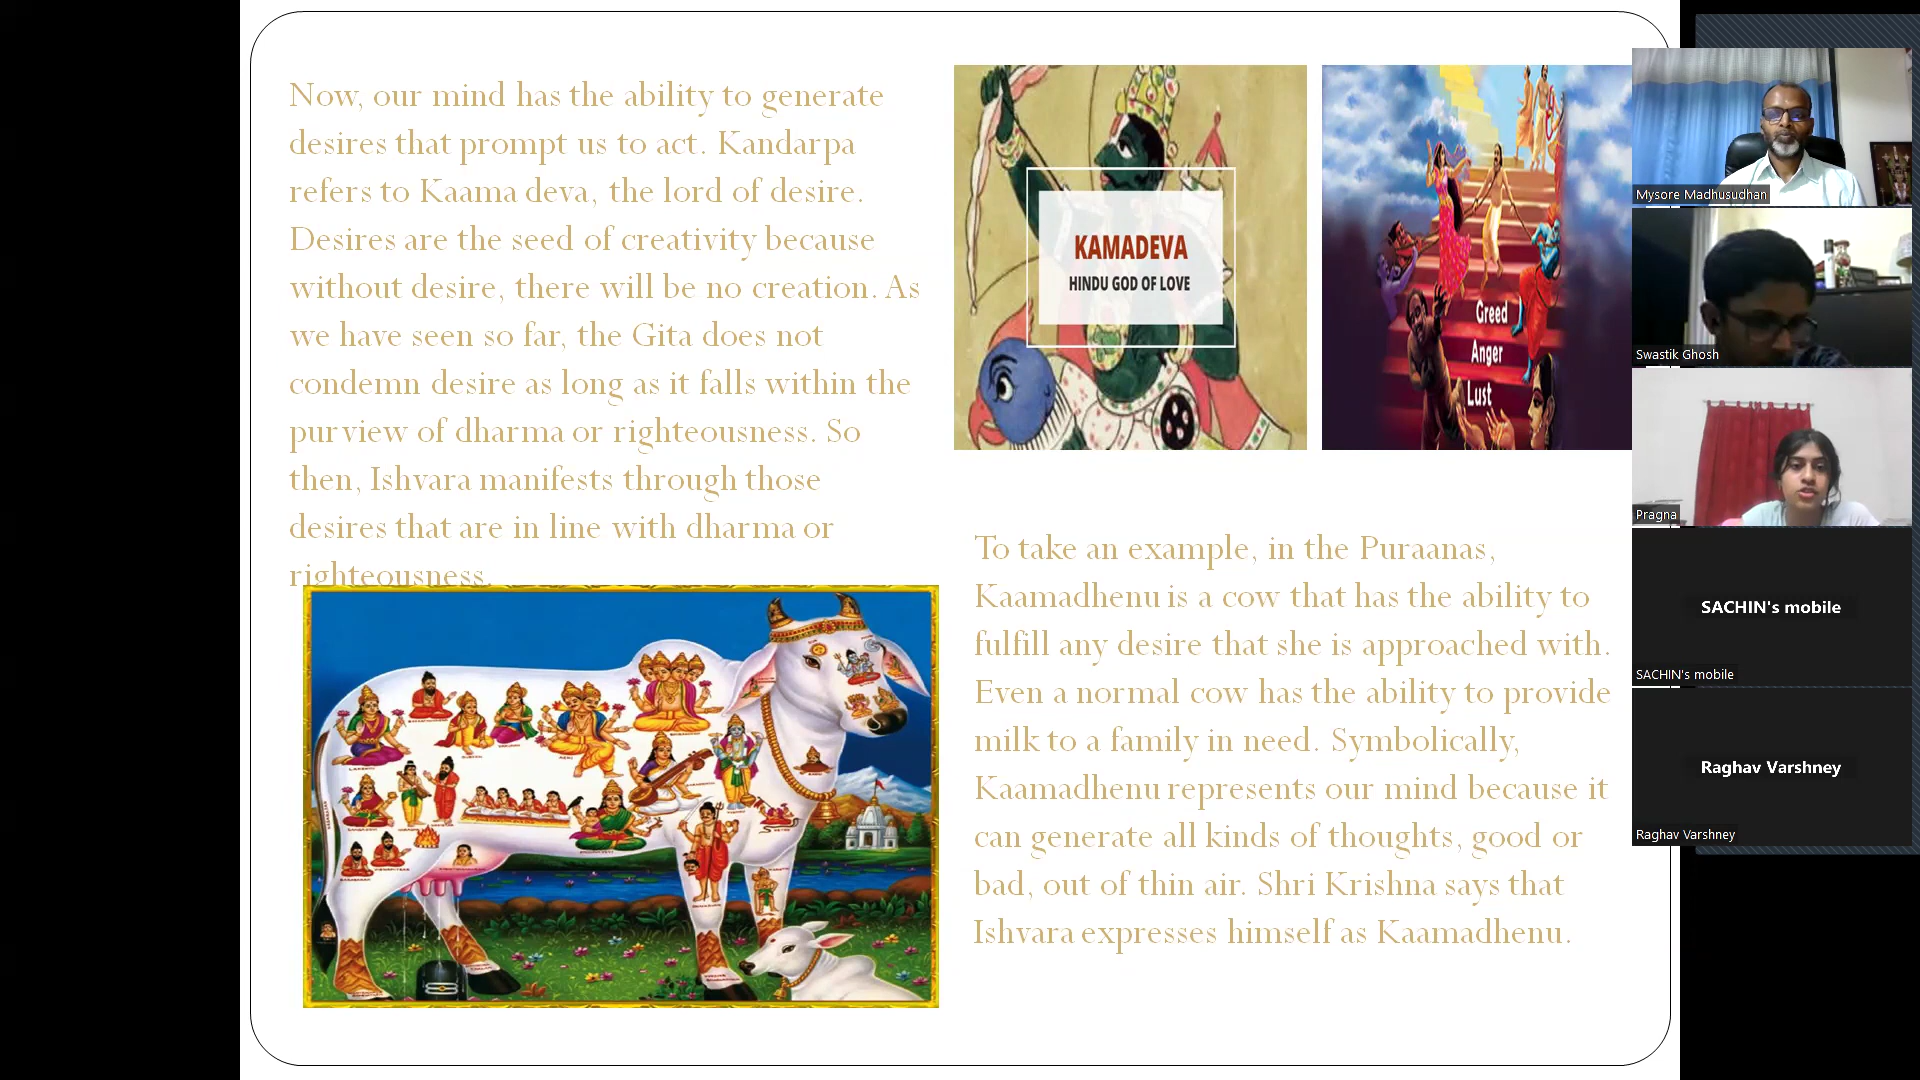 Now, our mind has the ability to generate
desires that prompt us to act. Kandarpa
refers to Kaama deva, the lord of desire.
Desires are the seed of creativity because
without desire, there will be no creation. As
we have seen so far, the Gita does not
condemn desire as long as it falls within the
purview of dharma or righteousness. So
then, Ishvara manifests through those
desires that are in line with dharma or
righteousness.
KAMADEVA
HINDU GOD OF LOVE
Greed
Anger
Lust
To take an example, in the Puraanas,
Kaamadhenu is a cow that has the ability to
fulfill any desire that she is approached with.
Even a normal cow has the ability to provide
milk to a family in need. Symbolically,
Kaamadhenu represents our mind because it
can generate all kinds of thoughts, good or
bad, out of thin air. Shri Krishna says that
Ishvara expresses himself as Kaamadhenu.
Mysore Madhusudhan
Swastik Ghosh
Pragna
SACHIN's mobile
SACHIN's mobile
Raghav Varshney
Raghav Varshney